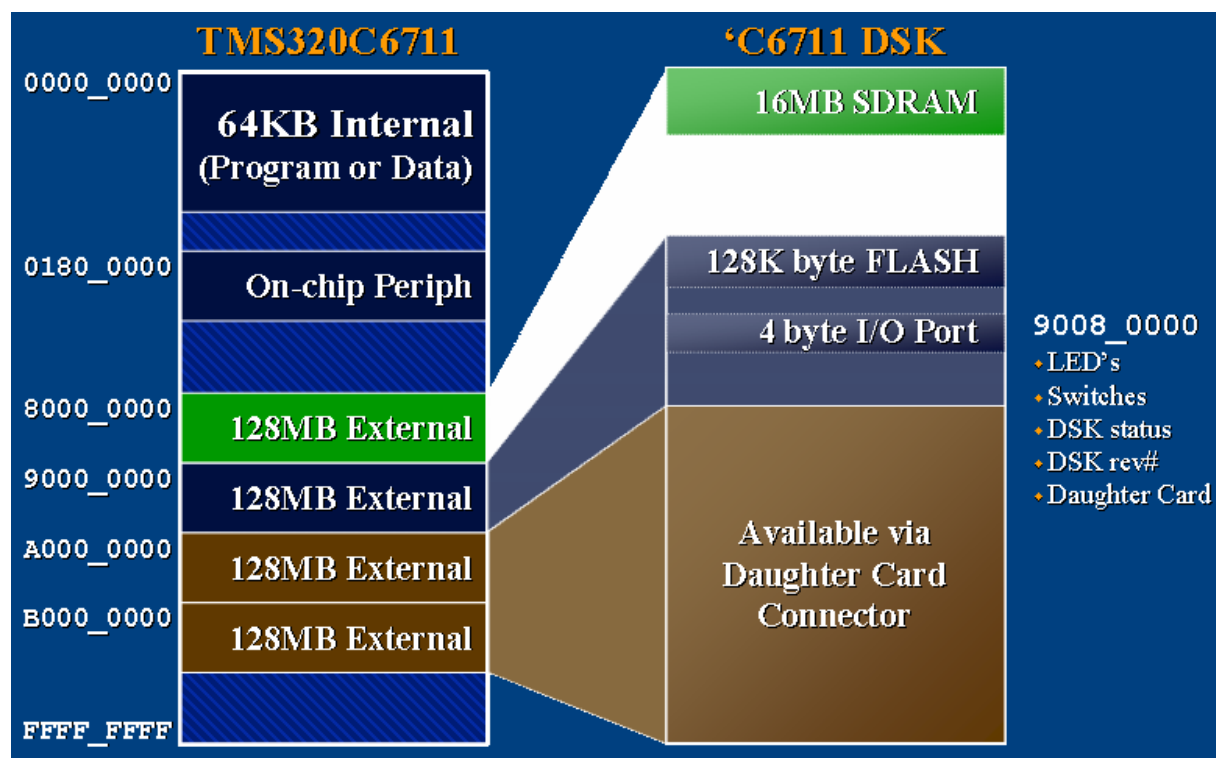 TMS320C6711
0000_0000
64KB Internal
(Program or Data)
0180_0000
On-chip Periph
8000_0000
128MB External
9000_0000
128MB External
A000_0000
128MB External
B000_0000
128MB External
FFFF_FFFF
‘C6711 DSK
16MB SDRAM
128K byte FLASH
4 byte I/O Port
Available via
Daughter Card
Connector
9008_0000
LED’s
Switches
DSK status
DSK rev#
Daughter Card